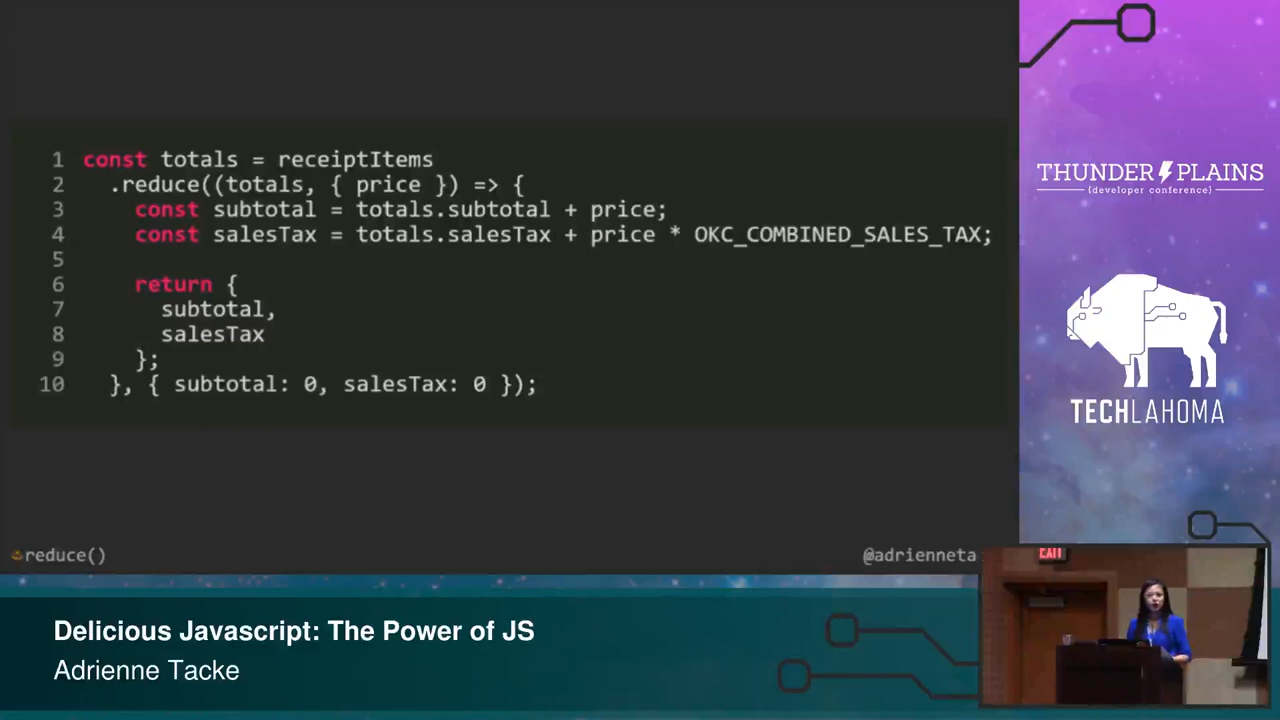 1 const totals = receiptItems
2   .reduce((totals, { price }) => {
3     const subtotal = totals.subtotal + price;
4     const salesTax = totals.salesTax + price * OKC_COMBINED_SALES_TAX;
5
6     return {
7       subtotal,
8       salesTax
9     };
10   }, { subtotal: 0, salesTax: 0 });
reduce()
@adrienneta
THUNDER PLAINS
{developer conference}
TECHLAHOMA
EXIT
Delicious Javascript: The Power of JS
Adrienne Tacke